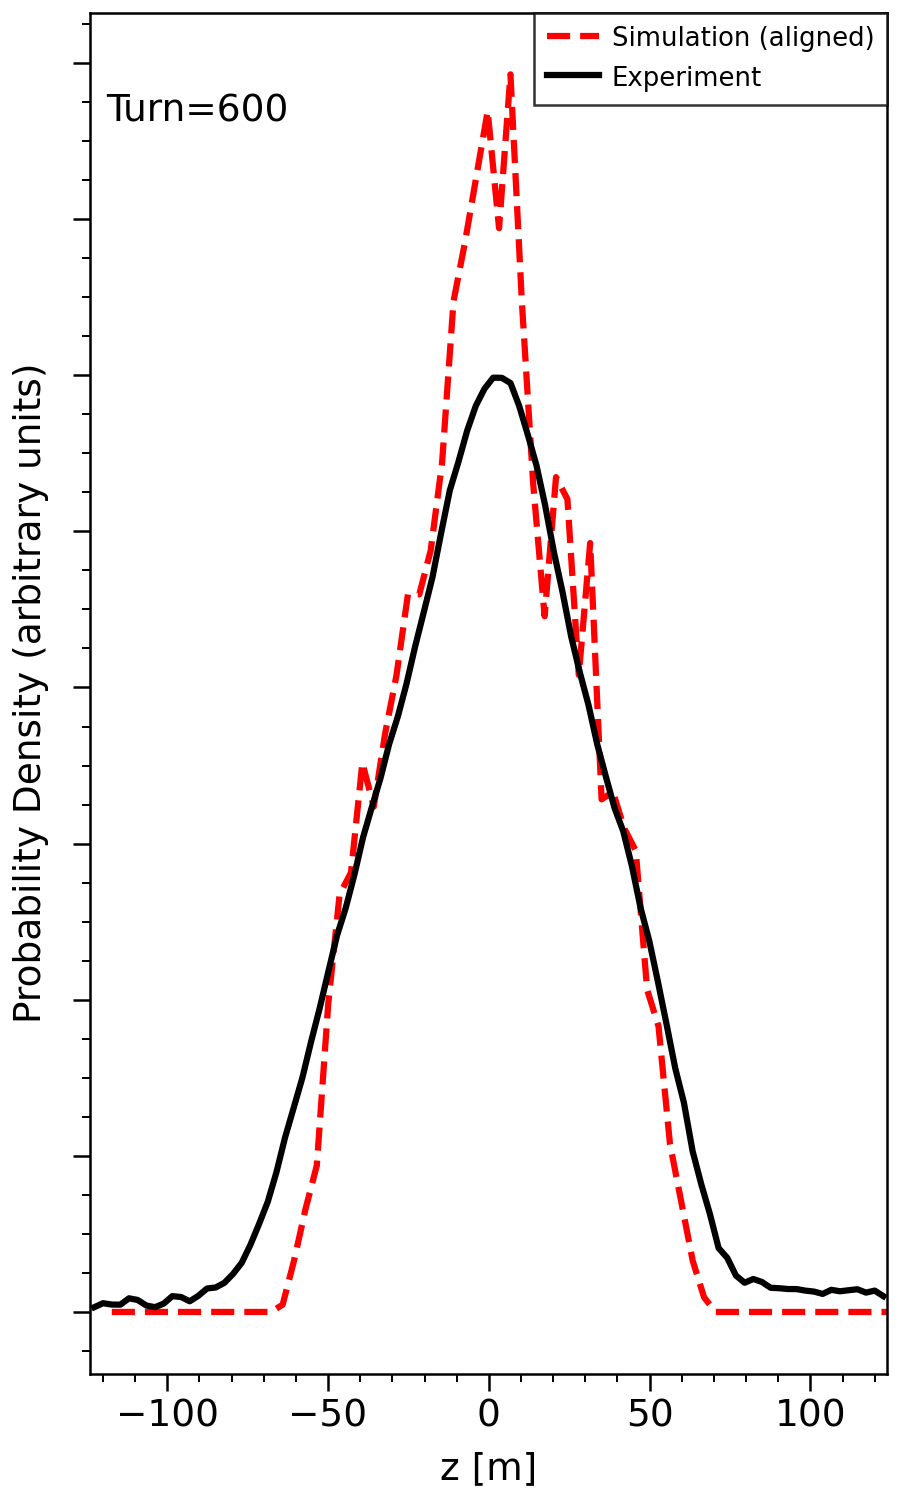 Simulation (aligned)
Experiment
Turn=600
Probability Density (arbitrary units)
−100
−50
0
50
100
z [m]